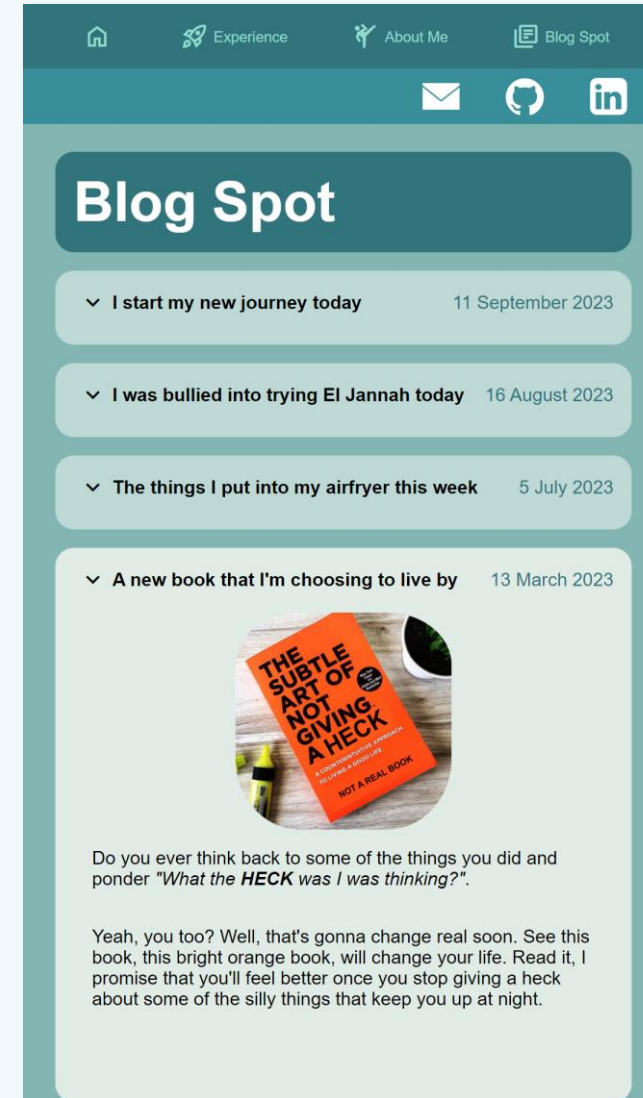 Experience
About Me
Blog Spot
in
Blog Spot
I start my new journey today 11 September 2023
I was bullied into trying El Jannah today 16 August 2023
The things I put into my airfryer this week 5 July 2023
A new book that I'm choosing to live by 13 March 2023
THE
SUBTLE
ART OF
NOT
GIVING
A HECK
A COUNTERINTUITIVE APPROACH
TO LIVING A GOOD LIFE
NOT A REAL BOOK
Do you ever think back to some of the things you did and
ponder "What the HECK was I was thinking?".
Yeah, you too? Well, that's gonna change real soon. See this
book, this bright orange book, will change your life. Read it, I
promise that you'll feel better once you stop giving a heck
about some of the silly things that keep you up at night.